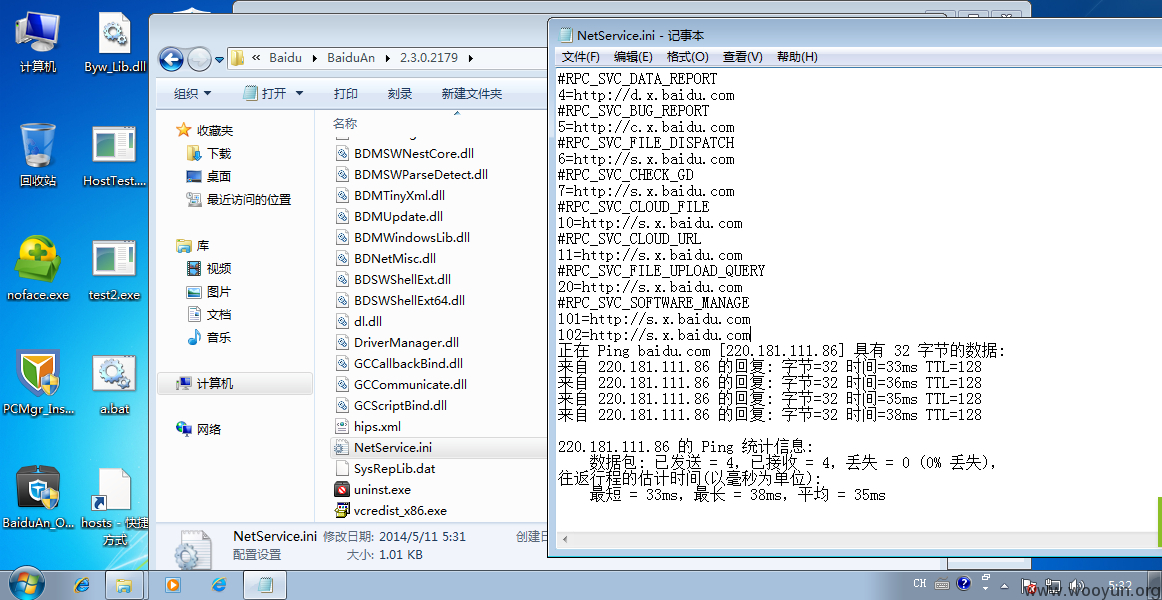 计算机
Byw_Lib.dll
回收站
HostTest....
noface.exe
test2.exe
PCMgr_Ins...
a.bat
BaiduAn_O...
hosts - 快捷
方式
« Baidu BaiduAn 2.3.0.2179
组织 打开 打印 刻录 新建文件夹
收藏夹
下载
桌面
最近访问的位置
库
视频
图片
文档
音乐
计算机
网络
名称
BDMSWNestCore.dll
BDMSWParseDetect.dll
BDMTinyXml.dll
BDMUpdate.dll
BDMWindowsLib.dll
BDNetMisc.dll
BDSWShellExt.dll
BDSWShellExt64.dll
dl.dll
DriverManager.dll
GCCallbackBind.dll
GCCommunicate.dll
GCScriptBind.dll
hips.xml
NetService.ini
SysRepLib.dat
uninst.exe
vcredist_x86.exe
NetService.ini 修改日期: 2014/5/11 5:31 创建日
配置设置 大小: 1.01 KB
NetService.ini - 记事本
文件(F) 编辑(E) 格式(O) 查看(V) 帮助(H)
#RPC_SVC_DATA_REPORT
4=http://d.x.baidu.com
#RPC_SVC_BUG_REPORT
5=http://c.x.baidu.com
#RPC_SVC_FILE_DISPATCH
6=http://s.x.baidu.com
#RPC_SVC_CHECK_GD
7=http://s.x.baidu.com
#RPC_SVC_CLOUD_FILE
10=http://s.x.baidu.com
#RPC_SVC_CLOUD_URL
11=http://s.x.baidu.com
#RPC_SVC_FILE_UPLOAD_QUERY
20=http://s.x.baidu.com
#RPC_SVC_SOFTWARE_MANAGE
101=http://s.x.baidu.com
102=http://s.x.baidu.com
正在 Ping baidu.com [220.181.111.86] 具有 32 字节的数据:
来自 220.181.111.86 的回复: 字节=32 时间=33ms TTL=128
来自 220.181.111.86 的回复: 字节=32 时间=36ms TTL=128
来自 220.181.111.86 的回复: 字节=32 时间=35ms TTL=128
来自 220.181.111.86 的回复: 字节=32 时间=38ms TTL=128
220.181.111.86 的 Ping 统计信息:
数据包: 已发送 = 4，已接收 = 4，丢失 = 0 (0% 丢失)，
往返行程的估计时间(以毫秒为单位):
最短 = 33ms，最长 = 38ms，平均 = 35ms
CH
5:32
www.wooyun.org